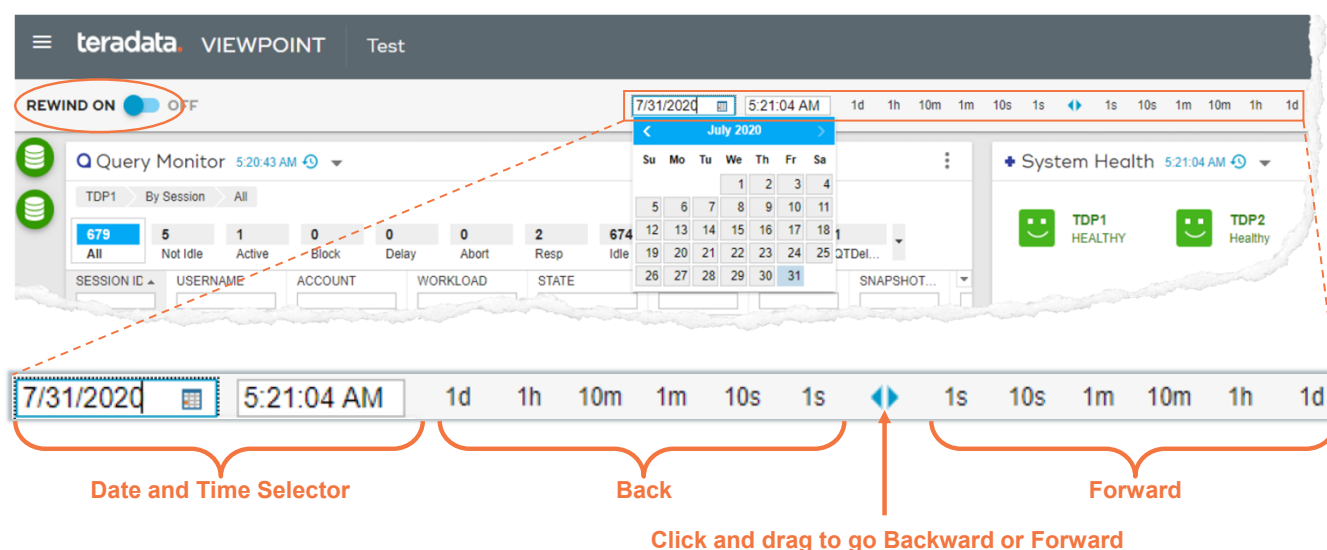 teradata. VIEWPOINT Test
REWIND ON OFF 7/31/2020 5:21:04 AM 1d 1h 10m 1m 10s 1s 1s 10s 1m 10m 1h 1d
July 2020
Query Monitor 5:20:43 AM
System Health 5:21:04 AM
Su Mo Tu We Th Fr Sa
1 2 3 4
5 6 7 8 9 10 11
12 13 14 15 16 17 18
19 20 21 22 23 24 25
26 27 28 29 30 31
TDP1 By Session All
679 5 1 0 0 0 2 674 1
All Not Idle Active Block Delay Abort Resp Idle QTDel...
SESSION ID USERNAME ACCOUNT WORKLOAD STATE SNAPSHOT...
TDP1 TDP2
HEALTHY Healthy
7/31/2020 5:21:04 AM 1d 1h 10m 1m 10s 1s 1s 10s 1m 10m 1h 1d
Date and Time Selector Back Forward
Click and drag to go Backward or Forward